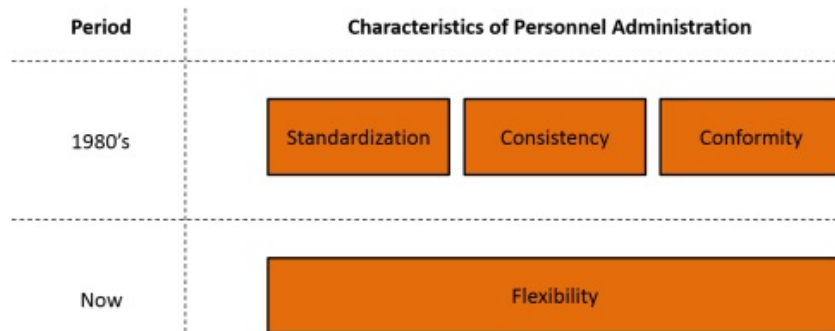 Period Characteristics of Personnel Administration
1980's Standardization Consistency Conformity
Now Flexibility